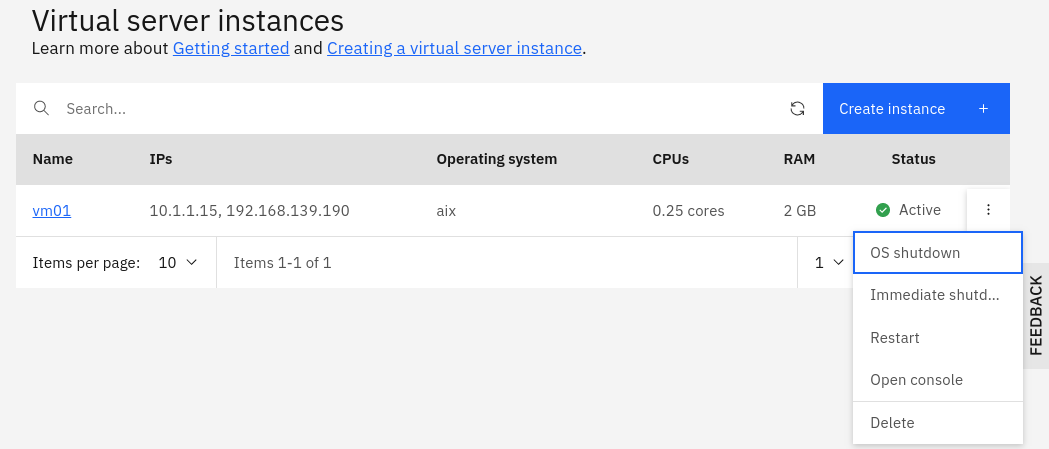 Virtual server instances
Learn more about Getting started and Creating a virtual server instance.
Search...
Create instance +
Name IPs Operating system CPUs RAM Status
vm01 10.1.1.15, 192.168.139.190 aix 0.25 cores 2 GB Active
Items per page: 10 Items 1-1 of 1 1
OS shutdown
Immediate shutd...
Restart
Open console
Delete
FEEDBACK